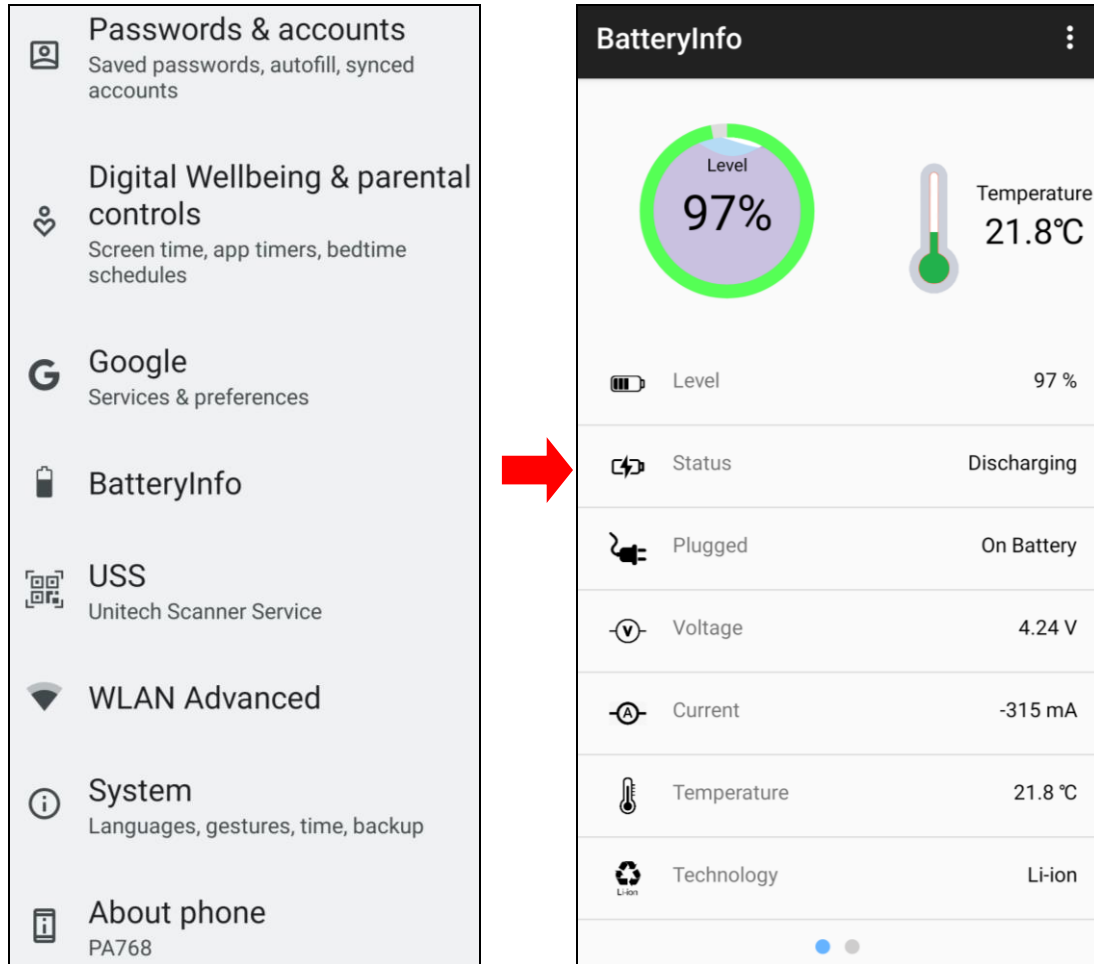 Passwords & accounts
Saved passwords, autofill, synced
accounts
Digital Wellbeing & parental
controls
Screen time, app timers, bedtime
schedules
Google
Services & preferences
BatteryInfo
USS
Unitech Scanner Service
WLAN Advanced
System
Languages, gestures, time, backup
About phone
PA768
BatteryInfo
Level
97%
Temperature
21.8℃
Level 97 %
Status Discharging
Plugged On Battery
V Voltage 4.24 V
A Current -315 mA
Temperature 21.8 ℃
Li-ion Technology Li-ion